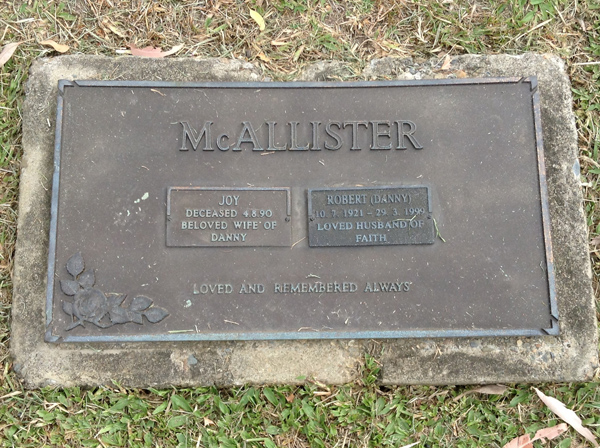 McALLISTER
JOY
DECEASED 4.8.90
BELOVED WIFE OF
DANNY
ROBERT (DANNY)
10. 7. 1921 - 29. 3. 1999
LOVED HUSBAND OF
FAITH
LOVED AND REMEMBERED ALWAYS